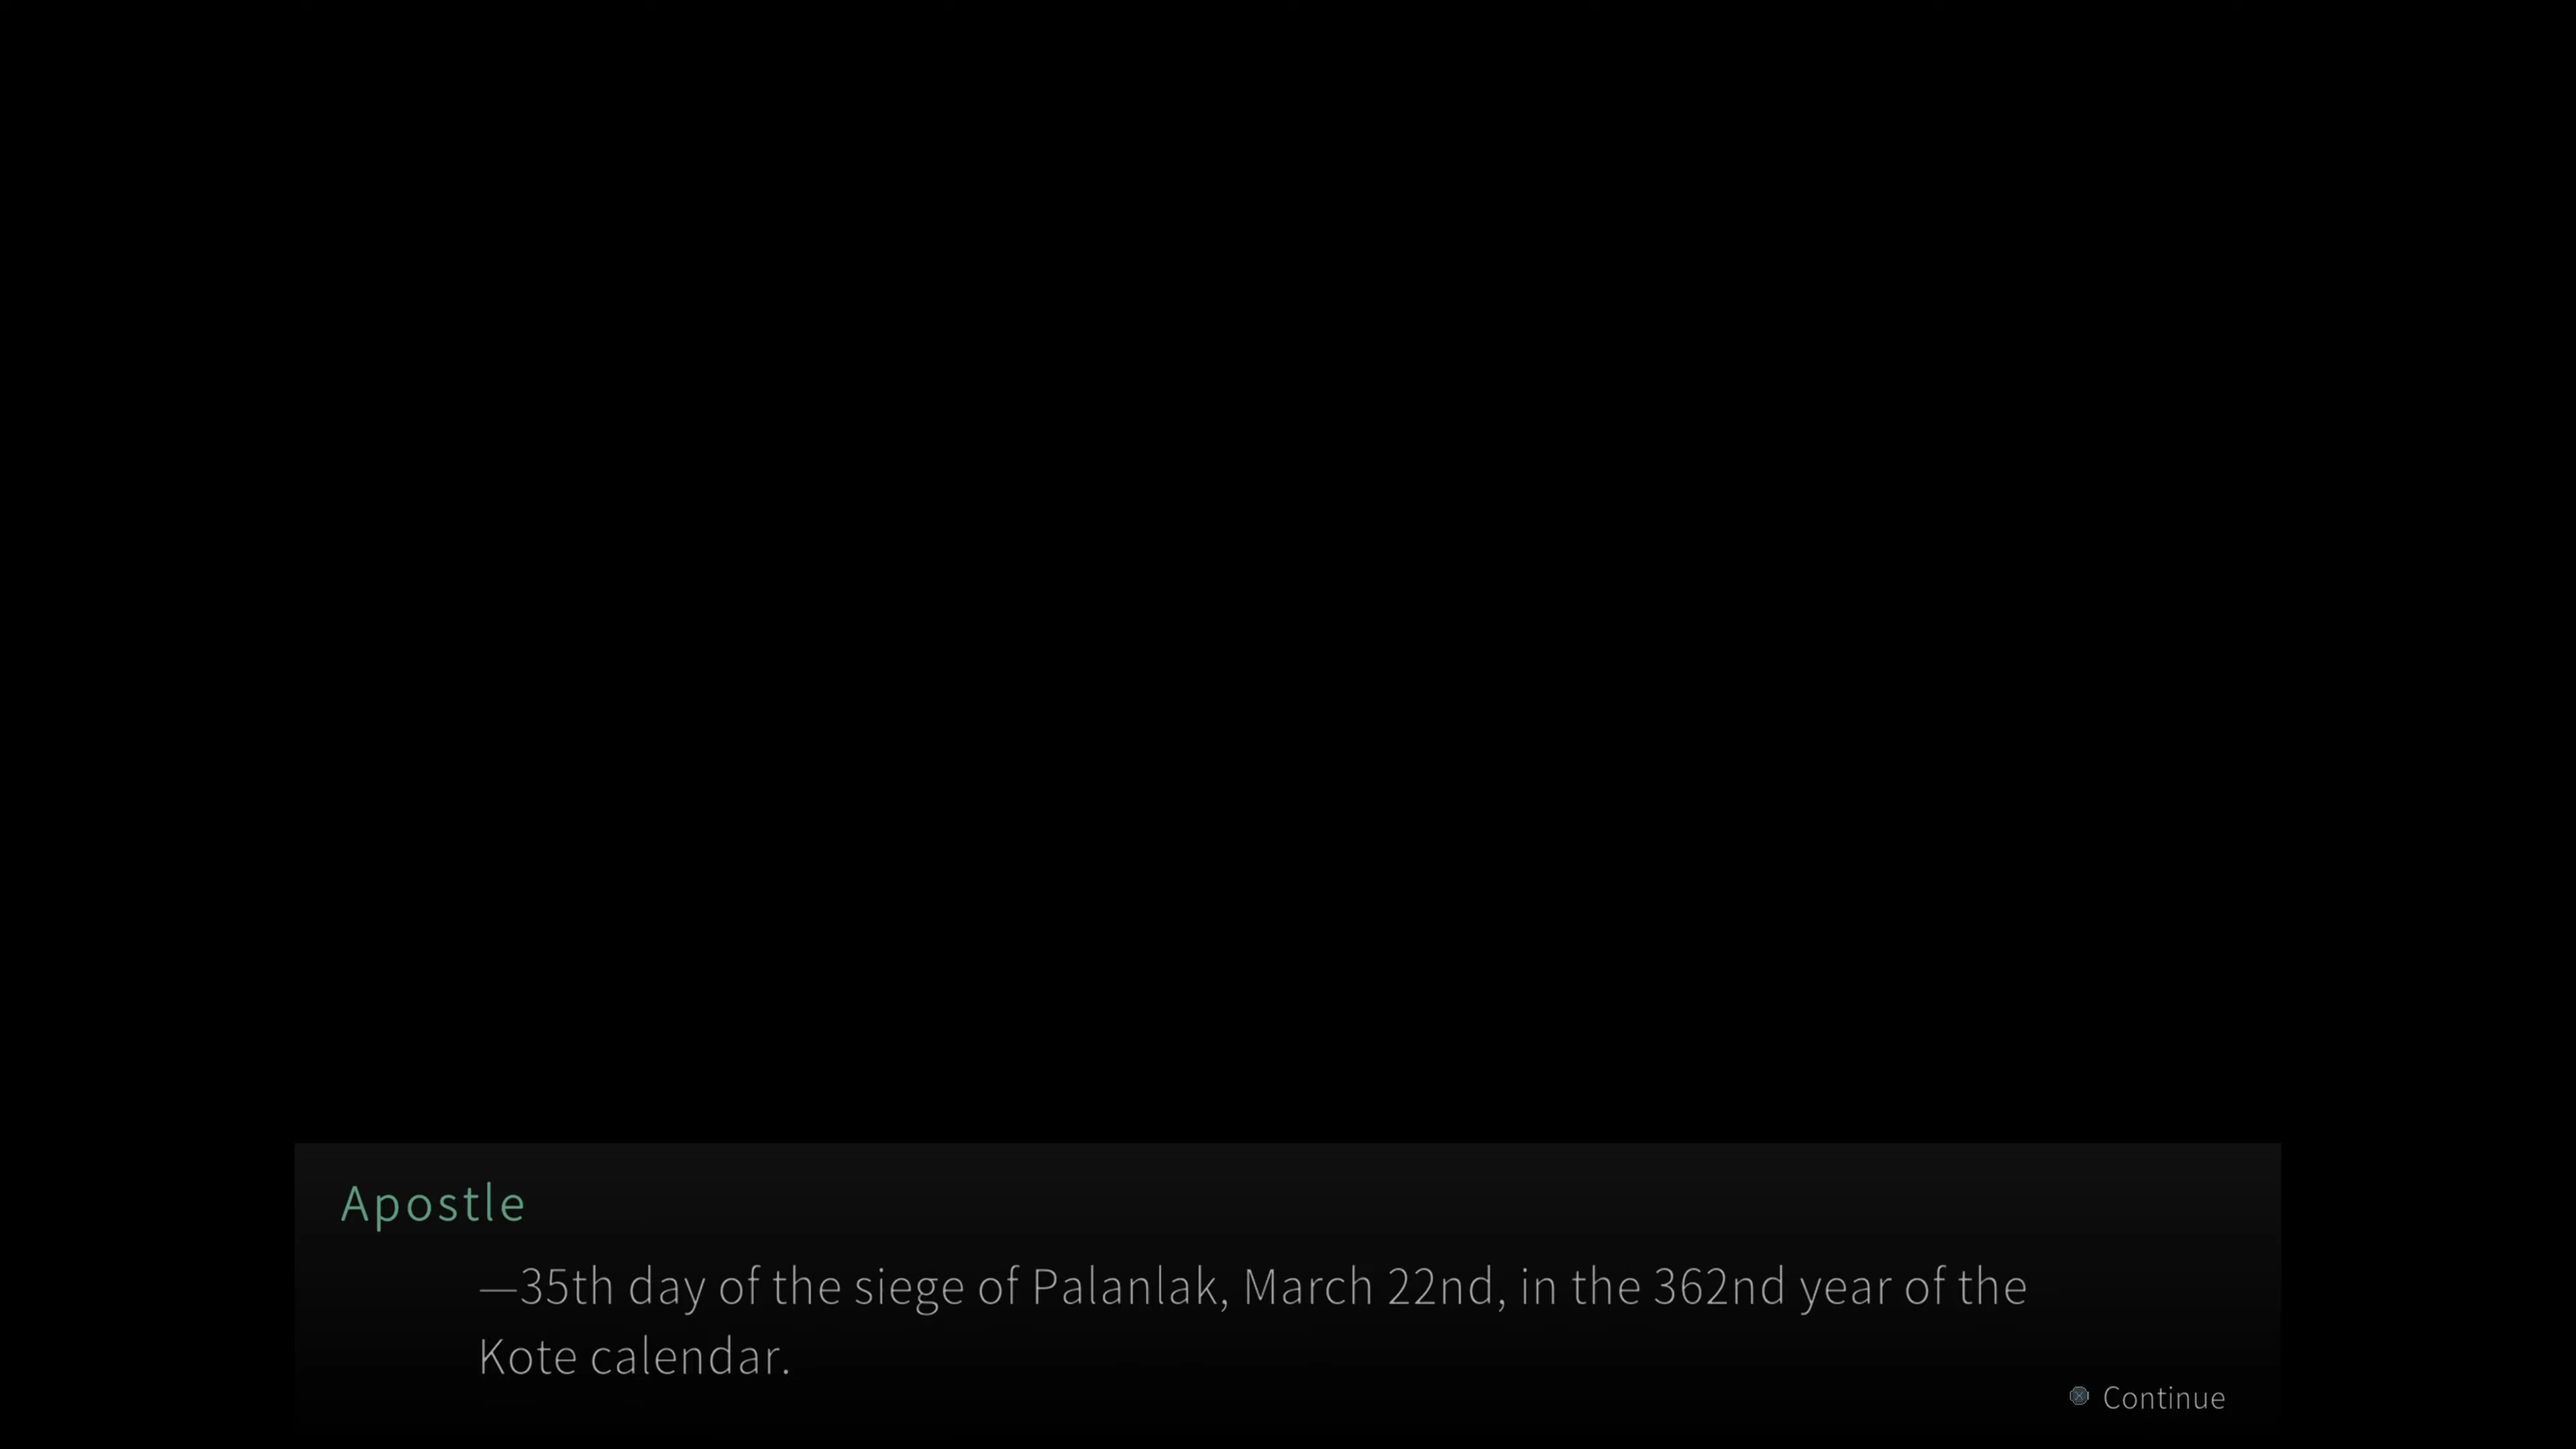 Apostle
—35th day of the siege of Palanlak, March 22nd, in the 362nd year of the
Kote calendar.
Continue